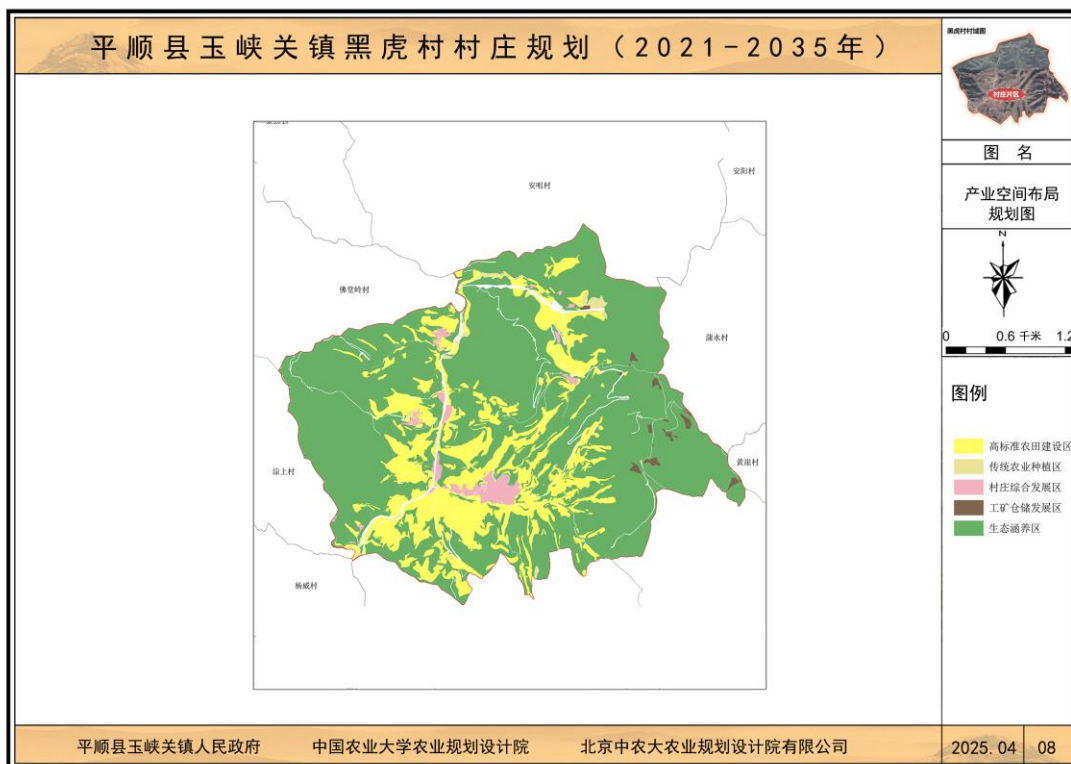 平顺县玉峡关镇黑虎村村庄规划（2021-2035年）
黑虎村村域图
村庄片区
图 名
产业空间布局
规划图
N
0 0.6 千米 1.2
图例
高标准农田建设区
传统农业种植区
村庄综合发展区
工矿仓储发展区
生态涵养区
安阳村
安咀村
佛堂岭村
蓫水村
黄崖村
杨威村
平顺县玉峡关镇人民政府 中国农业大学农业规划设计院 北京中农大农业规划设计院有限公司
2025.04 08